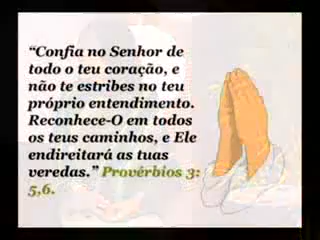 “Confia no Senhor de
todo o teu coração, e
não te estribes no teu
próprio entendimento.
Reconhece-O em todos
os teus caminhos, e Ele
endireitará as tuas
veredas.” Provérbios 3:
5,6.